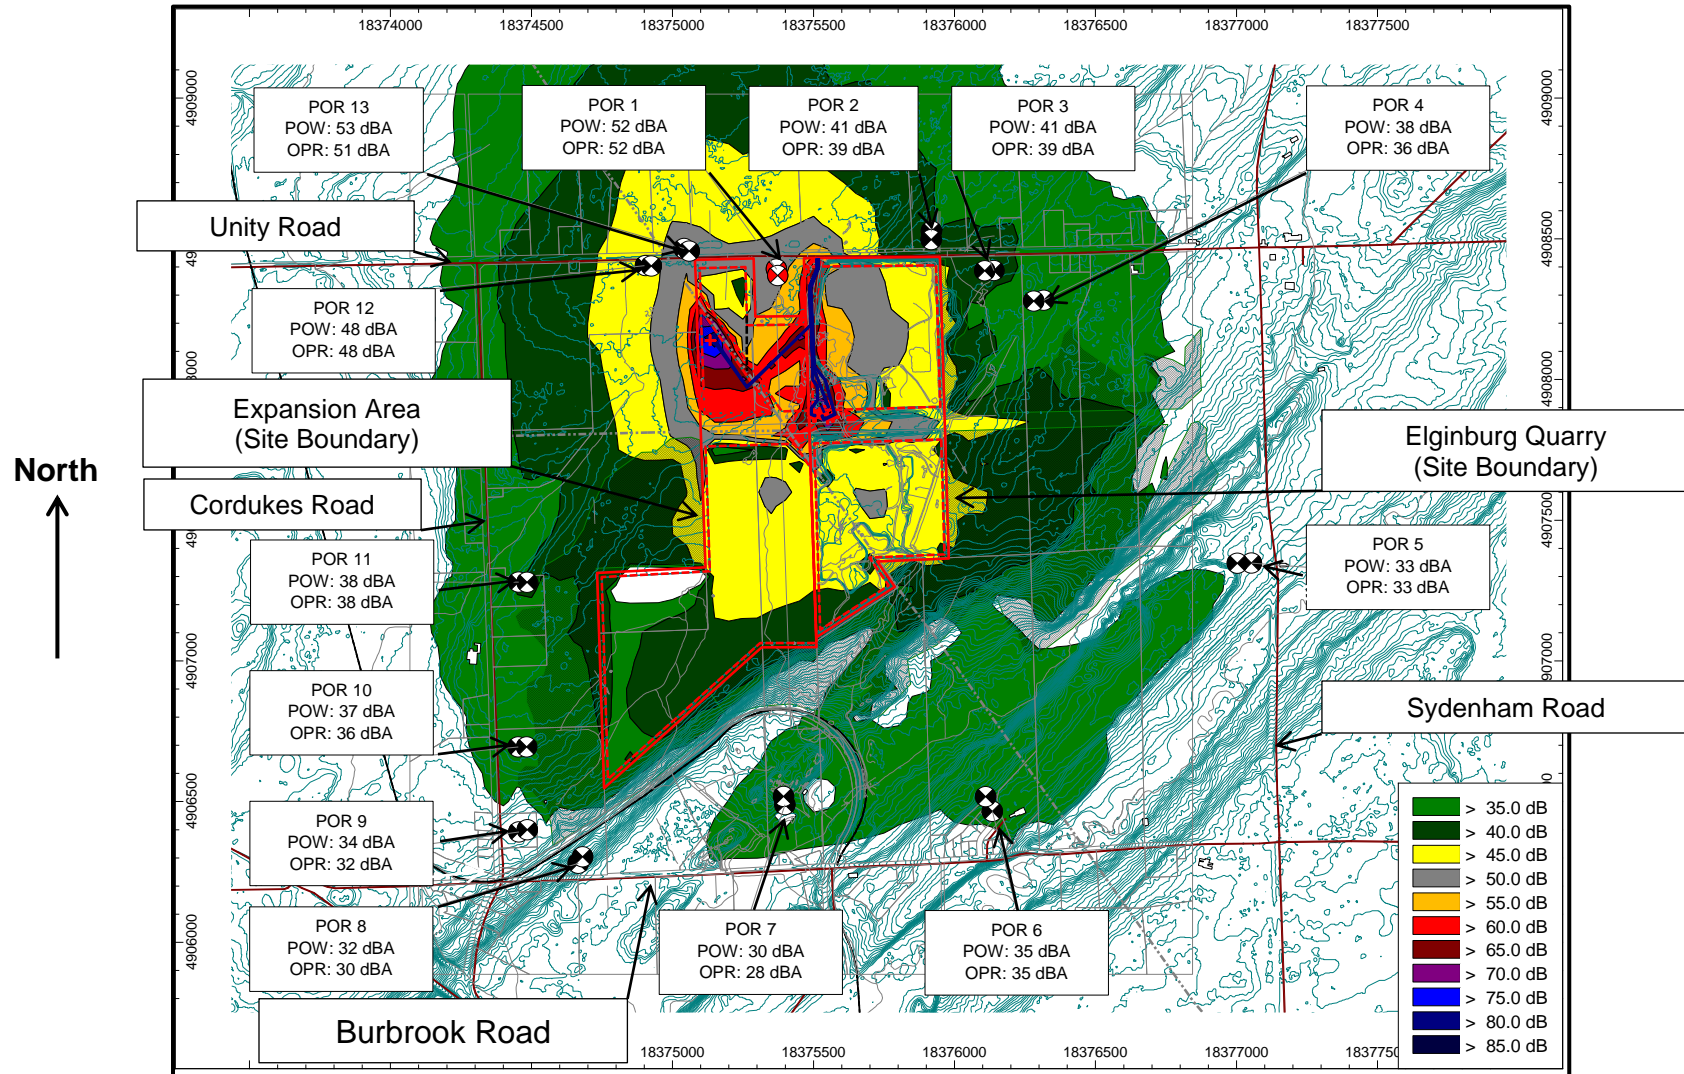 18374000
18374500
18375000
18375500
18376000
18376500
18377000
18377500
4909000
4909000
POR 13
POW: 53 dBA
OPR: 51 dBA
POR 1
POW: 52 dBA
OPR: 52 dBA
POR 2
POW: 41 dBA
OPR: 39 dBA
POR 3
POW: 41 dBA
OPR: 39 dBA
POR 4
POW: 38 dBA
OPR: 36 dBA
Unity Road
4908500
POR 12
POW: 48 dBA
OPR: 48 dBA
4908000
Expansion Area
(Site Boundary)
Elginburg Quarry
(Site Boundary)
North
Cordukes Road
4907500
POR 11
POW: 38 dBA
OPR: 38 dBA
POR 5
POW: 33 dBA
OPR: 33 dBA
4907000
4907000
POR 10
POW: 37 dBA
OPR: 36 dBA
Sydenham Road
4906500
POR 9
POW: 34 dBA
OPR: 32 dBA
4906000
POR 8
POW: 32 dBA
OPR: 30 dBA
POR 7
POW: 30 dBA
OPR: 28 dBA
POR 6
POW: 35 dBA
OPR: 35 dBA
Burbrook Road
> 35.0 dB
> 40.0 dB
> 45.0 dB
> 50.0 dB
> 55.0 dB
> 60.0 dB
> 65.0 dB
> 70.0 dB
> 75.0 dB
> 80.0 dB
> 85.0 dB
18375000
18375500
18376000
18376500
18377000
1837750